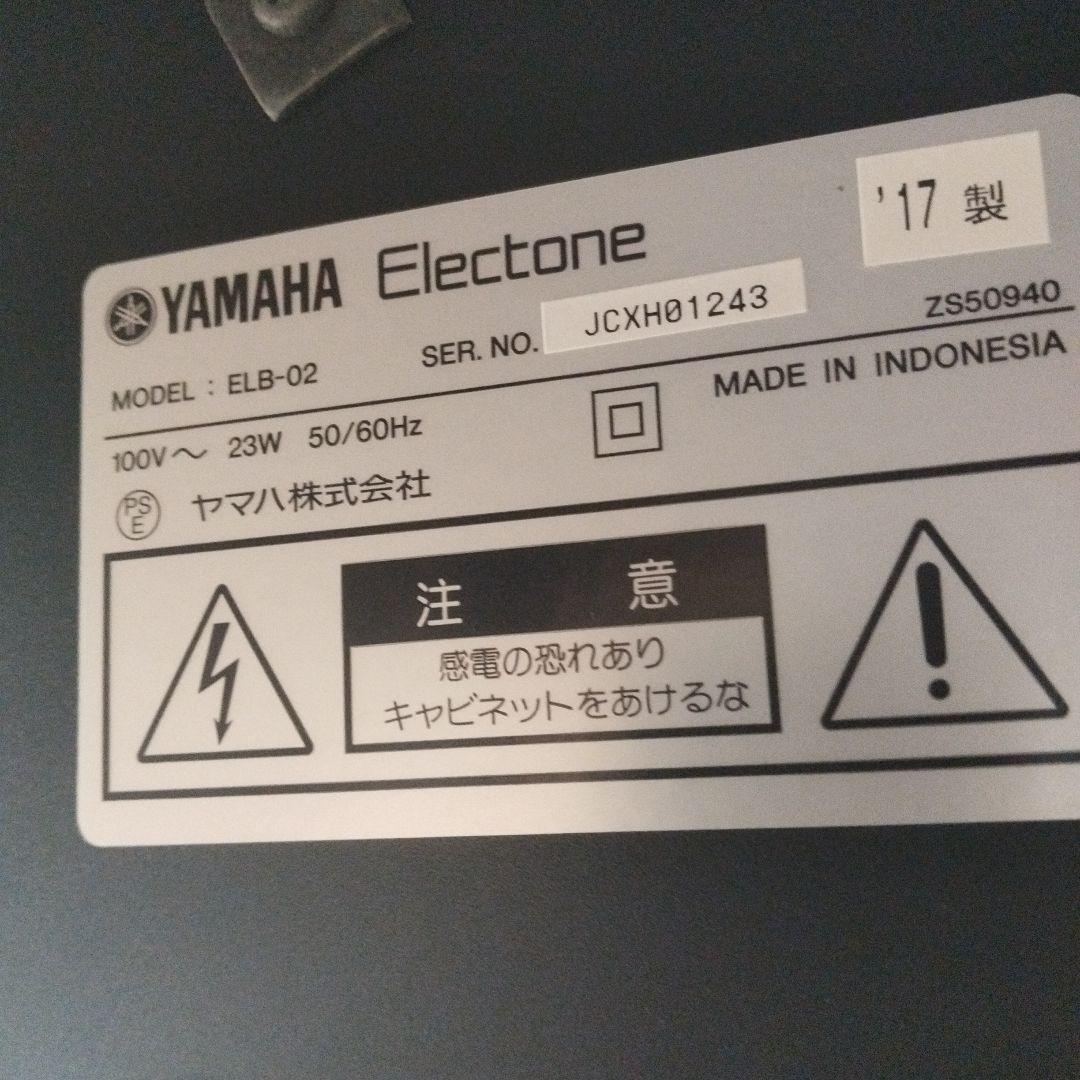 '17 製
YAMAHA Electone
MODEL : ELB-02 SER. NO. JCXH01243 ZS50940
100V〜 23W 50/60Hz MADE IN INDONESIA
PS
E
ヤマハ株式会社
注 意
感電の恐れあり
キャビネットをあけるな